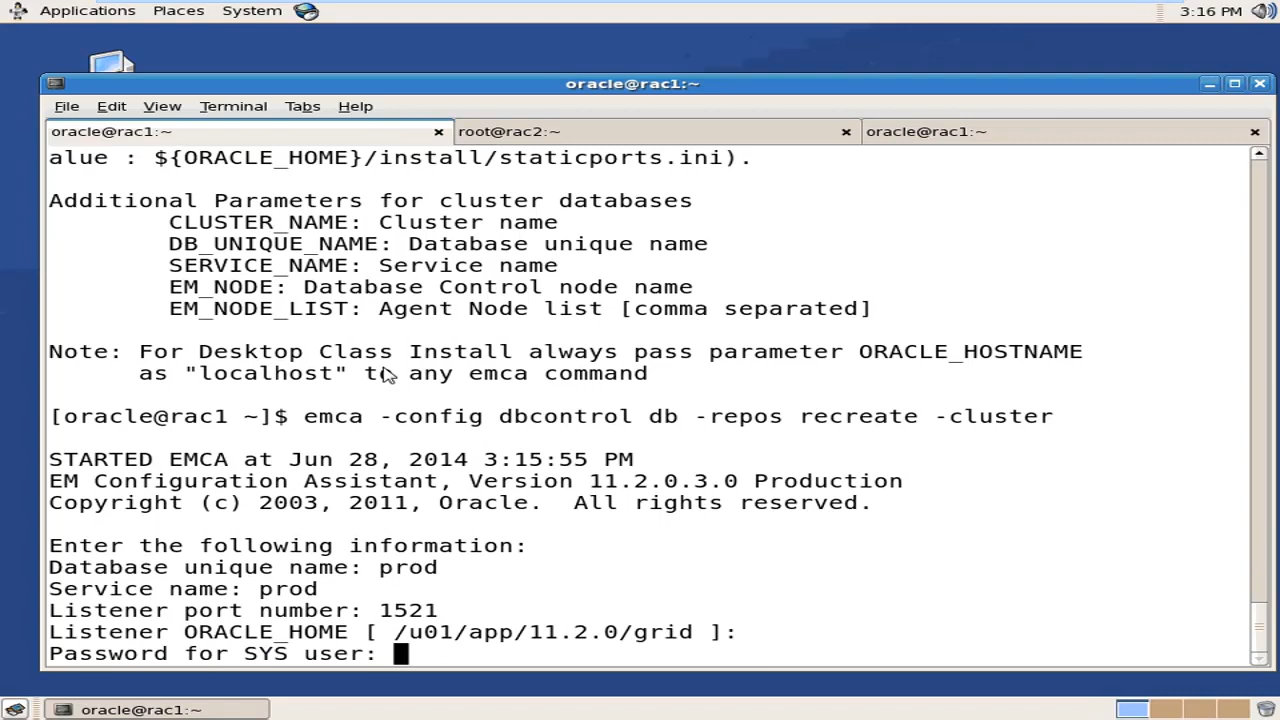 Applications Places System 3:16 PM
oracle@rac1:~
File Edit View Terminal Tabs Help
oracle@rac1:~ root@rac2:~ oracle@rac1:~
alue : ${ORACLE_HOME}/install/staticports.ini).
Additional Parameters for cluster databases
CLUSTER_NAME: Cluster name
DB_UNIQUE_NAME: Database unique name
SERVICE_NAME: Service name
EM_NODE: Database Control node name
EM_NODE_LIST: Agent Node list [comma separated]
Note: For Desktop Class Install always pass parameter ORACLE_HOSTNAME
as "localhost" to any emca command
[oracle@rac1 ~]$ emca -config dbcontrol db -repos recreate -cluster
STARTED EMCA at Jun 28, 2014 3:15:55 PM
EM Configuration Assistant, Version 11.2.0.3.0 Production
Copyright (c) 2003, 2011, Oracle. All rights reserved.
Enter the following information:
Database unique name: prod
Service name: prod
Listener port number: 1521
Listener ORACLE_HOME [ /u01/app/11.2.0/grid ]:
Password for SYS user:
oracle@rac1:~